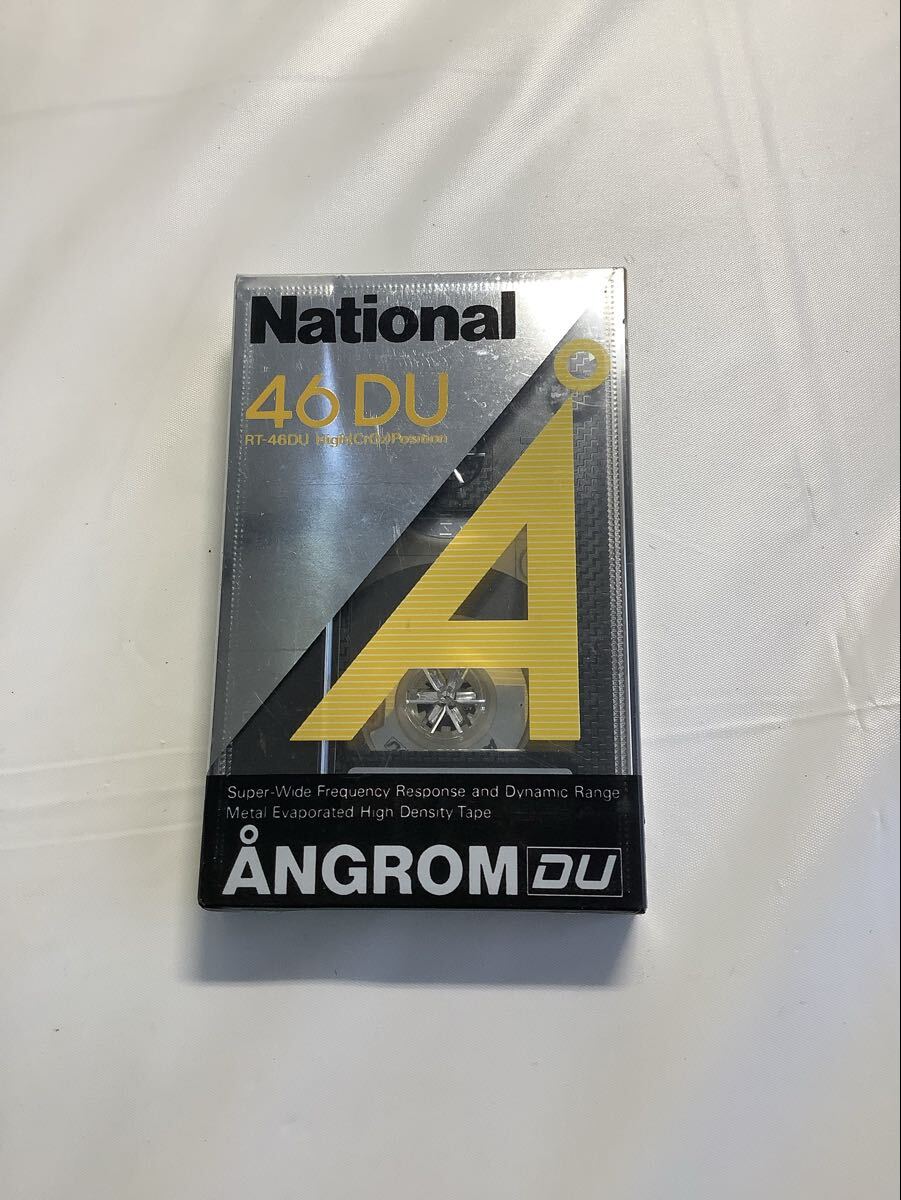 National
46 DU
RT-46DU High(CrO₂)Position
Å
Super-Wide Frequency Response and Dynamic Range
Metal Evaporated High Density Tape
ÅNGROM DU